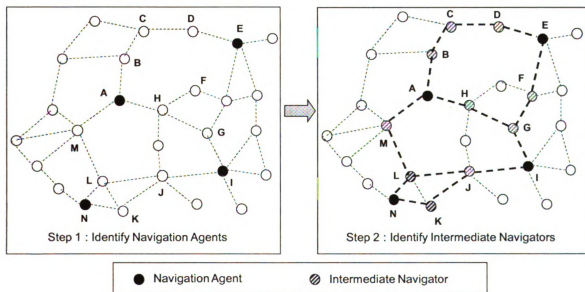 C D
E
B
A
F
H
G
M
L
I
J
N
K
Step 1 : Identify Navigation Agents
C D
E
B
A
F
H
G
M
L
I
J
N
K
Step 2 : Identify Intermediate Navigators
Navigation Agent Intermediate Navigator